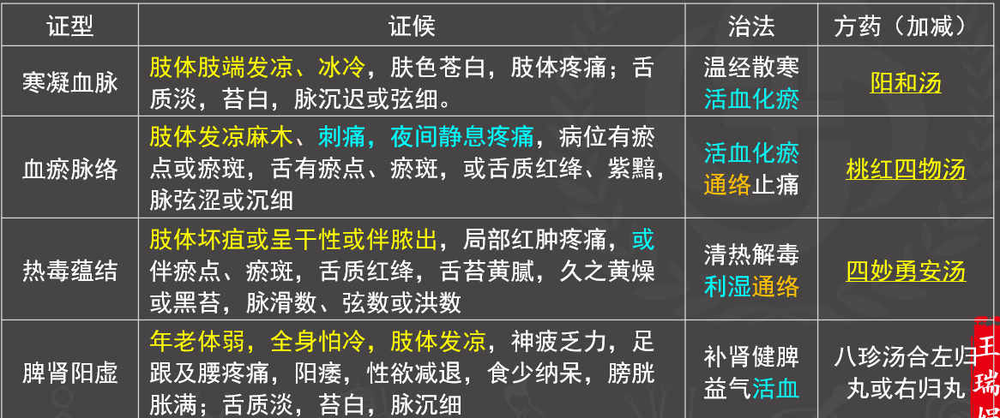 证型 证候 治法 方药（加减）
寒凝血脉
肢体肢端发凉、冰冷，肤色苍白，肢体疼痛；舌
质淡，苔白，脉沉迟或弦细。
温经散寒
活血化瘀
阳和汤
血瘀脉络
肢体发凉麻木、刺痛，夜间静息疼痛，病位有瘀
点或瘀斑，舌有瘀点、瘀斑，或舌质红绛、紫黯，
脉弦涩或沉细
活血化瘀
通络止痛
桃红四物汤
热毒蕴结
肢体坏疽或呈干性或伴脓出，局部红肿疼痛，或
伴瘀点、瘀斑，舌质红绛，舌苔黄腻，久之黄燥
或黑苔，脉滑数、弦数或洪数
清热解毒
利湿通络
四妙勇安汤
脾肾阳虚
年老体弱，全身怕冷，肢体发凉，神疲乏力，足
跟及腰疼痛，阳痿，性欲减退，食少纳呆，膀胱
胀满；舌质淡，苔白，脉沉细
补肾健脾
益气活血
八珍汤合左归
丸或右归丸
王瑞